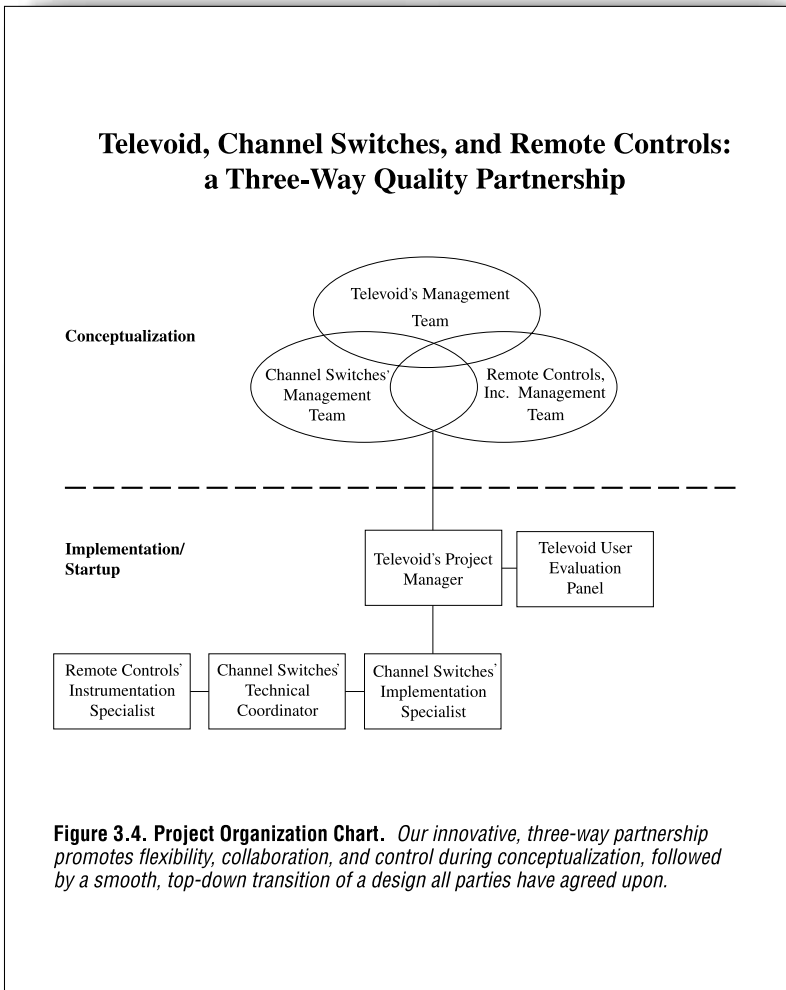 Televoid, Channel Switches, and Remote Controls:
a Three-Way Quality Partnership
Conceptualization
Televoid's Management
Team
Channel Switches'
Management
Team
Remote Controls,
Inc. Management
Team
Implementation/
Startup
Televoid's Project
Manager
Televoid User
Evaluation
Panel
Remote Controls'
Instrumentation
Specialist
Channel Switches'
Technical
Coordinator
Channel Switches'
Implementation
Specialist
Figure 3.4. Project Organization Chart. Our innovative, three-way partnership
promotes flexibility, collaboration, and control during conceptualization, followed
by a smooth, top-down transition of a design all parties have agreed upon.